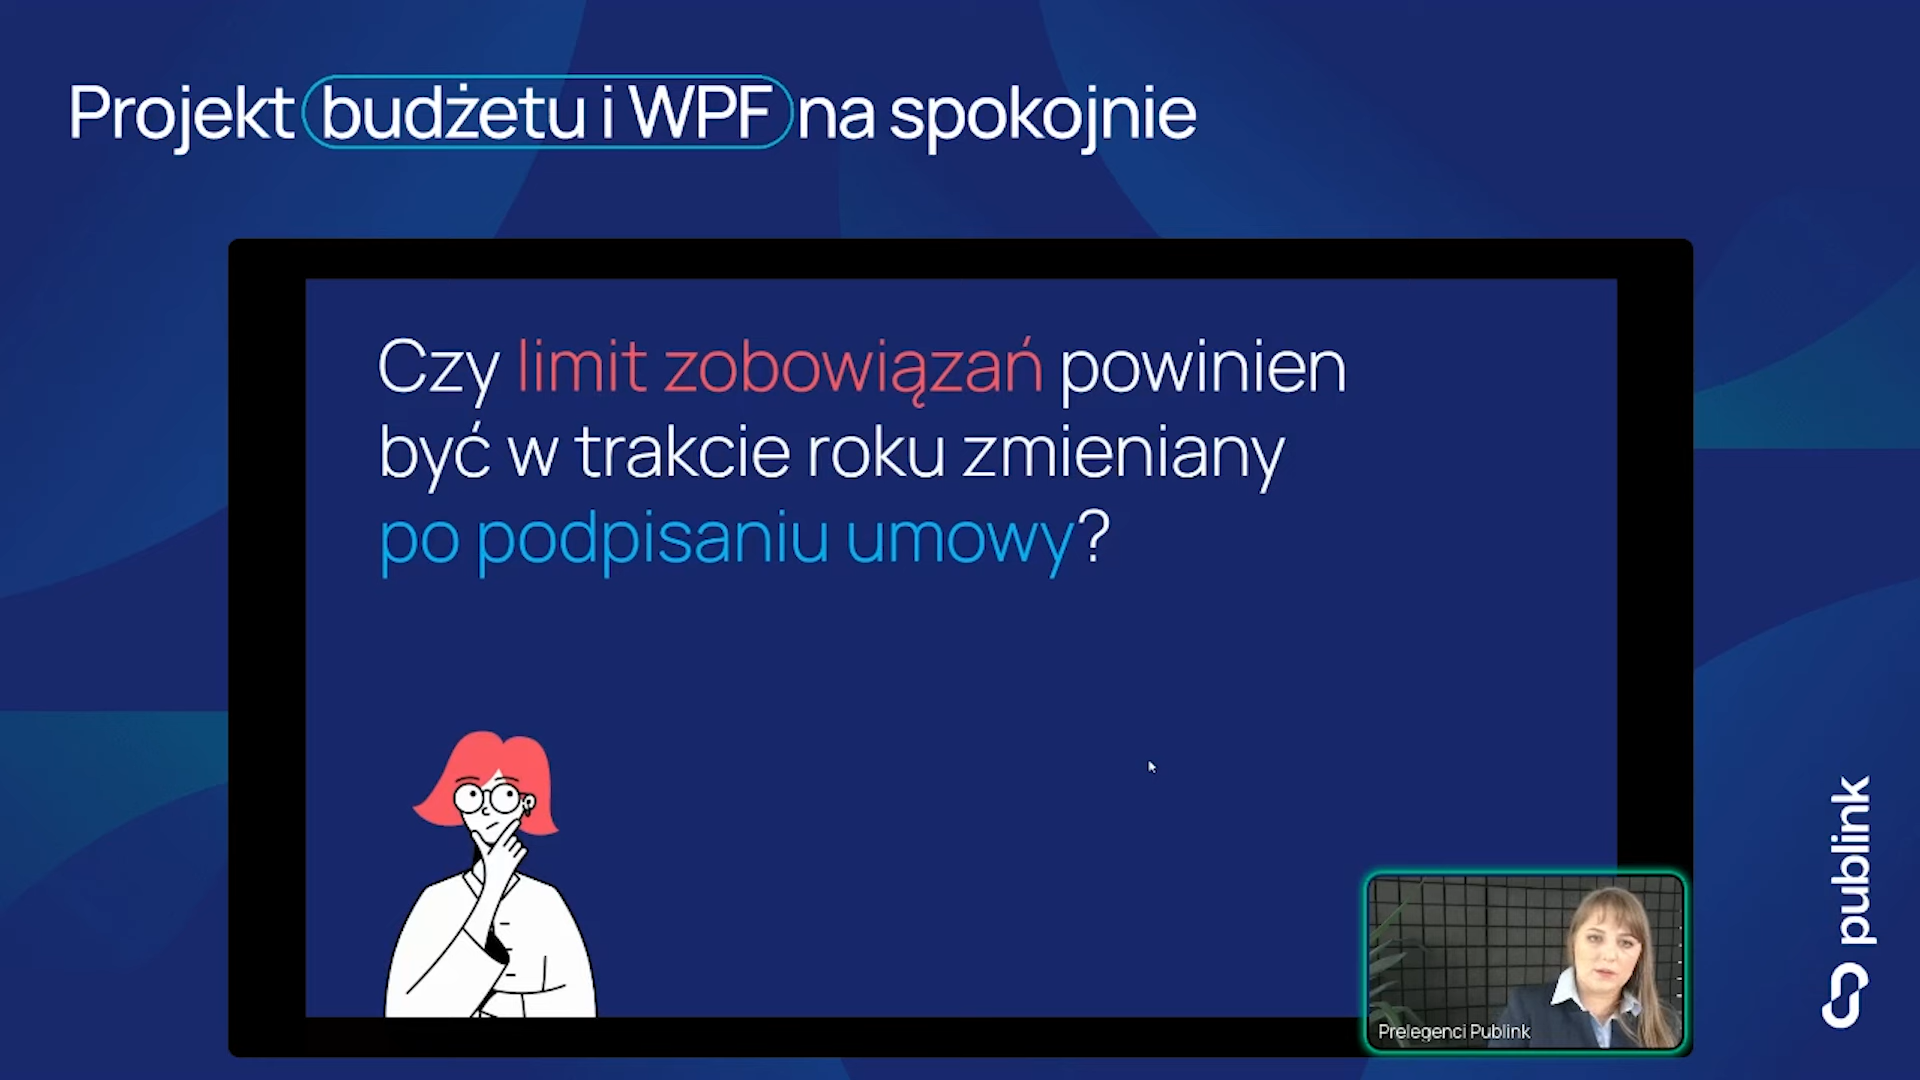 Projekt budżetu i WPF na spokojnie
Czy limit zobowiązań powinien
być w trakcie roku zmieniany
po podpisaniu umowy?
Prelegenci Publink
publink